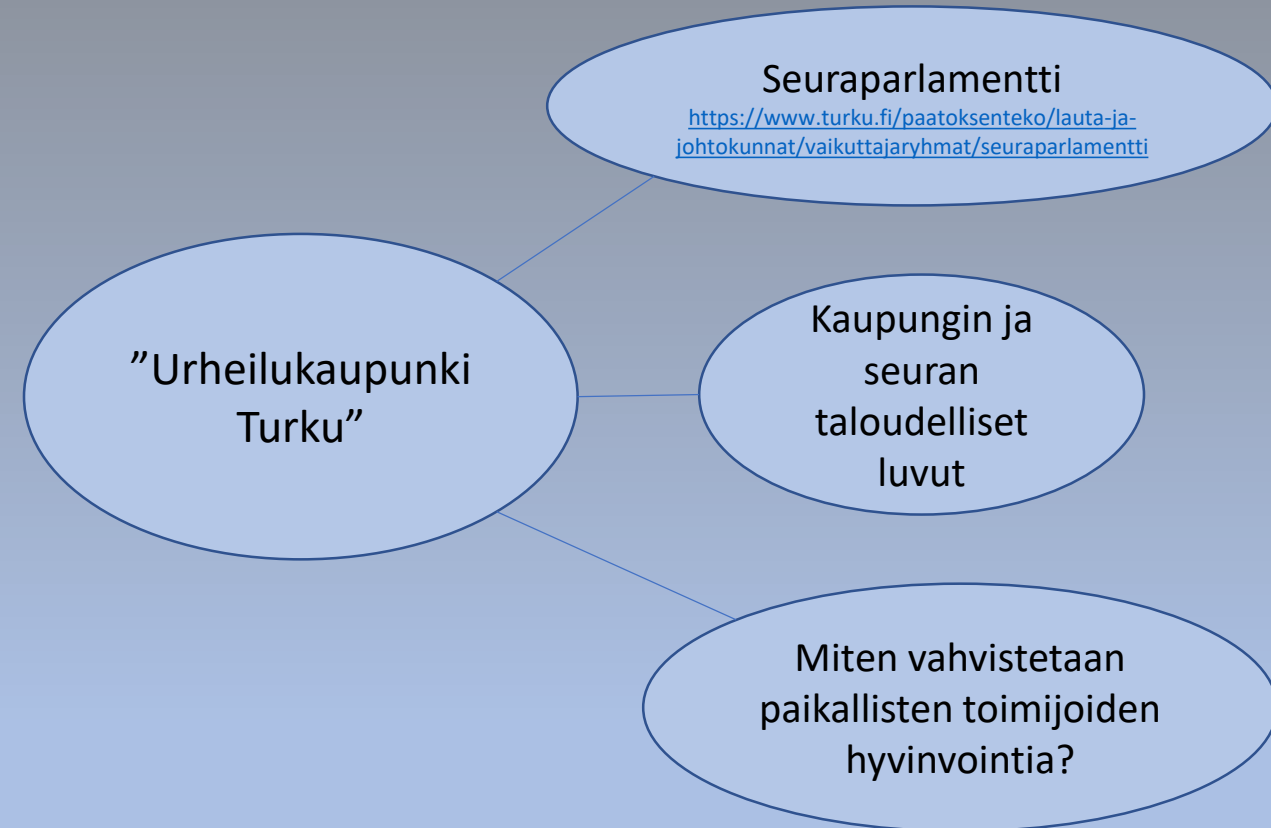 Seuraparlamentti
https://www.turku.fi/paatoksenteko/lauta-ja-
johtokunnat/vaikuttajaryhmat/seuraparlamentti
”Urheilukaupunki
Turku”
Kaupungin ja
seuran
taloudelliset
luvut
Miten vahvistetaan
paikallisten toimijoiden
hyvinvointia?